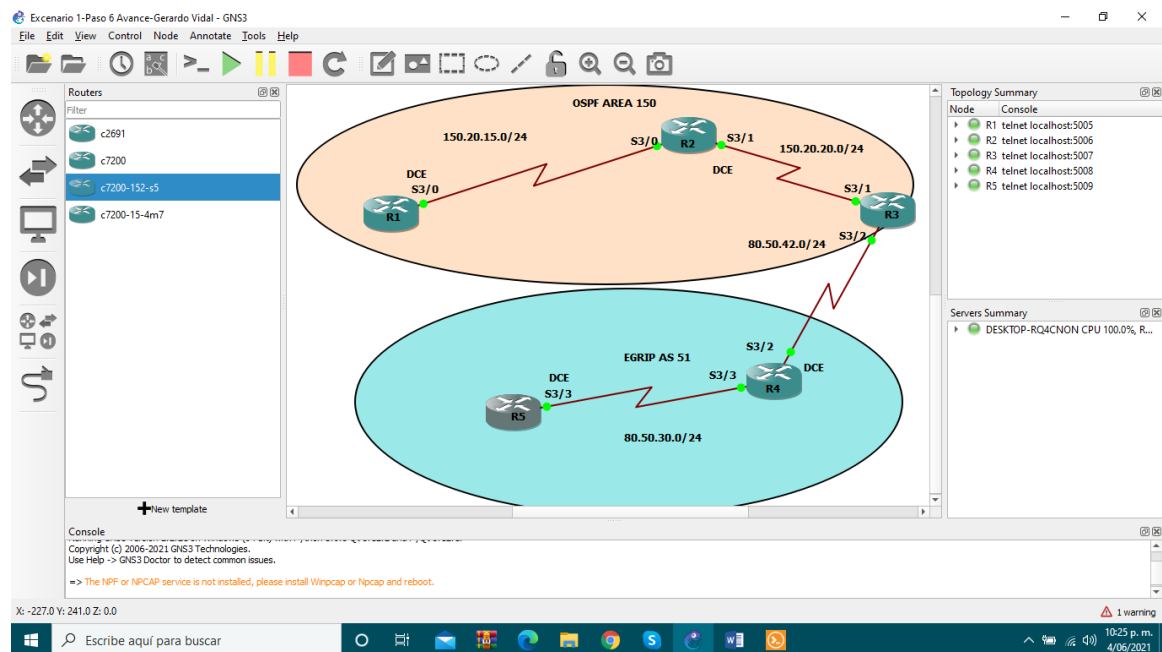 Excenario 1-Paso 6 Avance-Gerardo Vidal - GNS3
File Edit View Control Node Annotate Tools Help
Routers
Filter
c2691
c7200
c7200-152-s5
c7200-15-4m7
New template
OSPF AREA 150
150.20.15.0/24
S3/0
R2
S3/1
150.20.20.0/24
DCE
DCE
S3/0
R1
S3/1
R3
S3/2
80.50.42.0/24
S3/2
DCE
EGRIP AS 51
S3/3
R4
DCE
S3/3
R5
80.50.30.0/24
Topology Summary
Node Console
R1 telnet localhost:5005
R2 telnet localhost:5006
R3 telnet localhost:5007
R4 telnet localhost:5008
R5 telnet localhost:5009
Servers Summary
DESKTOP-RQ4CNON CPU 100.0%, R...
Console
Copyright (c) 2006-2021 GNS3 Technologies.
Use Help -> GNS3 Doctor to detect common issues.
=> The NPF or NPCAP service is not installed, please install Winpcap or Npcap and reboot.
X: -227.0 Y: 241.0 Z: 0.0
1 warning
Escribe aquí para buscar
10:25 p. m.
4/06/2021